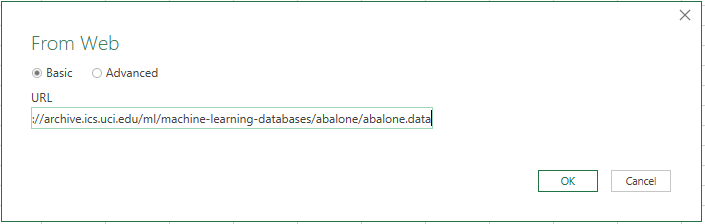 From Web
Basic Advanced
URL
://archive.ics.uci.edu/ml/machine-learning-databases/abalone/abalone.data
OK Cancel